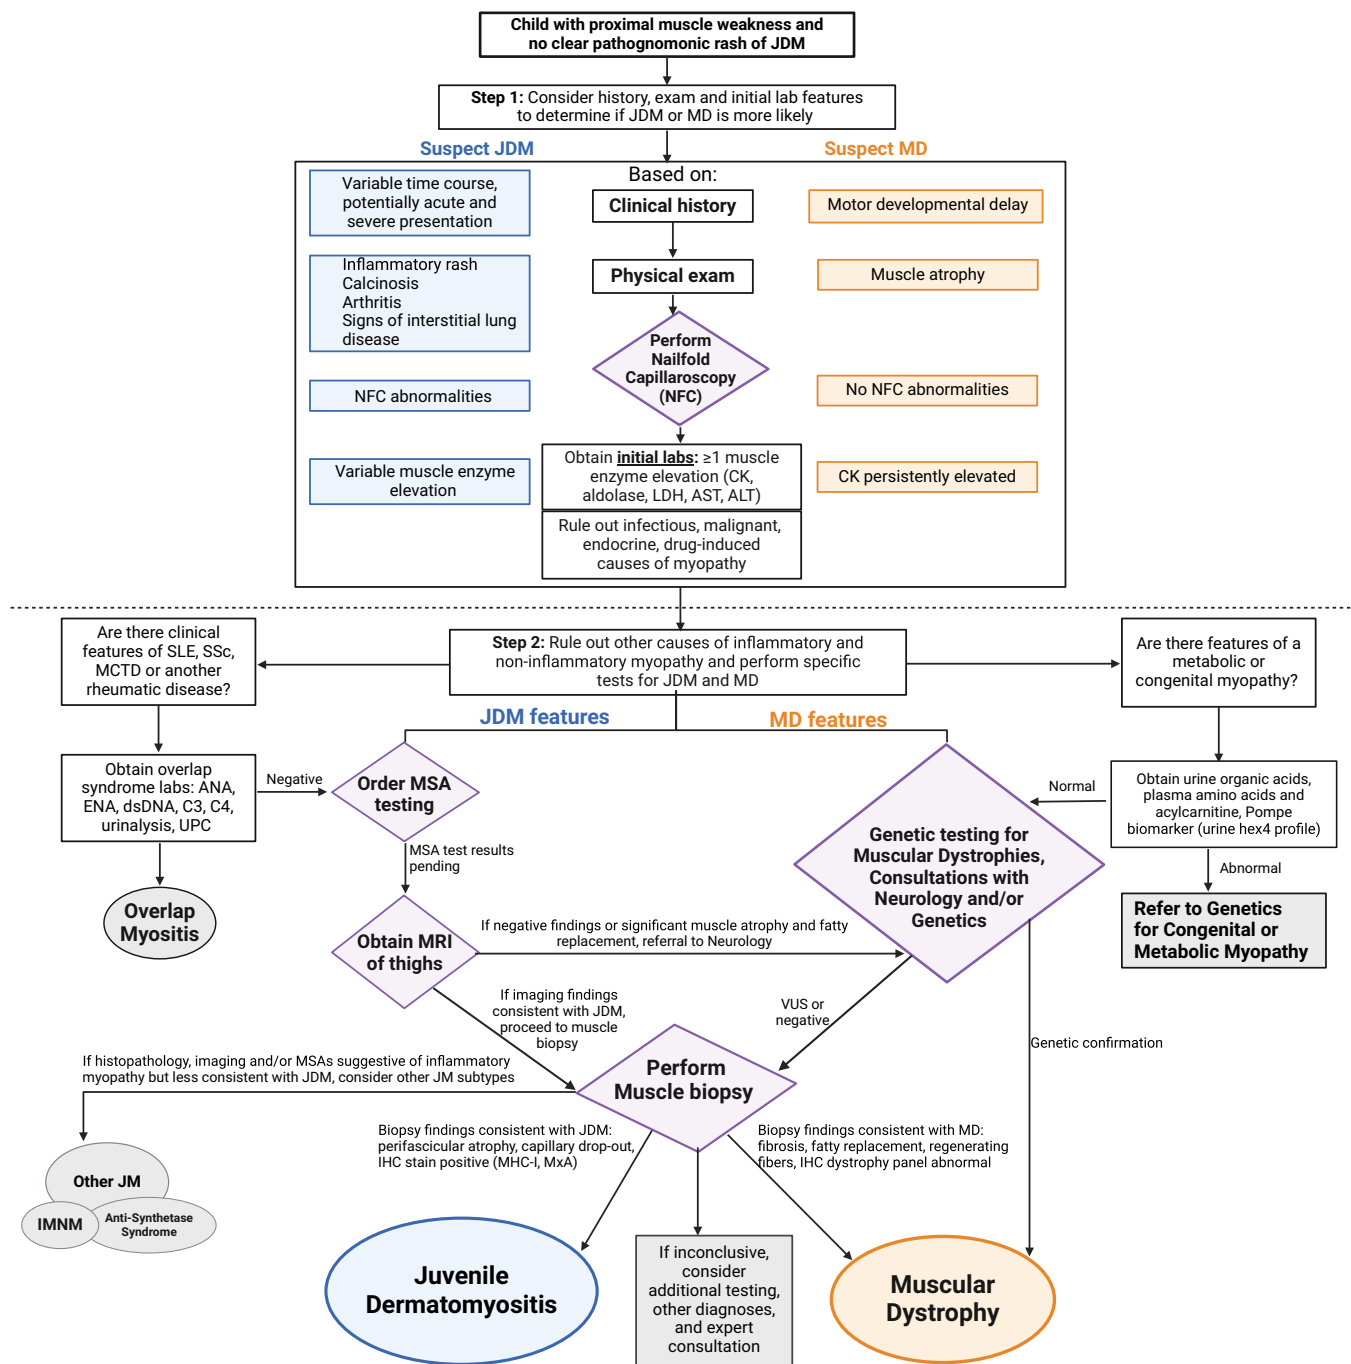 Child with proximal muscle weakness and
no clear pathognomonic rash of JDM
Step 1: Consider history, exam and initial lab features
to determine if JDM or MD is more likely
Suspect JDM
Suspect MD
Based on:
Variable time course,
potentially acute and
severe presentation
Clinical history
Motor developmental delay
Inflammatory rash
Calcinosis
Arthritis
Signs of interstitial lung
disease
Physical exam
Muscle atrophy
Perform
Nailfold
Capillaroscopy
(NFC)
NFC abnormalities
No NFC abnormalities
Variable muscle enzyme
elevation
Obtain initial labs: ≥1 muscle
enzyme elevation (CK,
aldolase, LDH, AST, ALT)
CK persistently elevated
Rule out infectious, malignant,
endocrine, drug-induced
causes of myopathy
Are there clinical
features of SLE, SSc,
MCTD or another
rheumatic disease?
Step 2: Rule out other causes of inflammatory and
non-inflammatory myopathy and perform specific
tests for JDM and MD
Are there features of a
metabolic or
congenital myopathy?
JDM features
MD features
Obtain overlap
syndrome labs: ANA,
ENA, dsDNA, C3, C4,
urinalysis, UPC
Negative
Order MSA
testing
Normal
Obtain urine organic acids,
plasma amino acids and
acylcarnitine, Pompe
biomarker (urine hex4 profile)
MSA test results
pending
Genetic testing for
Muscular Dystrophies,
Consultations with
Neurology and/or
Genetics
Abnormal
Overlap
Myositis
Obtain MRI
of thighs
If negative findings or significant muscle atrophy and fatty
replacement, referral to Neurology
Refer to Genetics
for Congenital or
Metabolic Myopathy
If imaging findings
consistent with JDM,
proceed to muscle
biopsy
VUS or
negative
Genetic confirmation
If histopathology, imaging and/or MSAs suggestive of inflammatory
myopathy but less consistent with JDM, consider other JM subtypes
Perform
Muscle biopsy
Biopsy findings consistent with JDM:
perifascicular atrophy, capillary drop-out,
IHC stain positive (MHC-I, MxA)
Biopsy findings consistent with MD:
fibrosis, fatty replacement, regenerating
fibers, IHC dystrophy panel abnormal
Other JM
IMNM
Anti-Synthetase
Syndrome
Juvenile
Dermatomyositis
If inconclusive,
consider
additional testing,
other diagnoses,
and expert
consultation
Muscular
Dystrophy